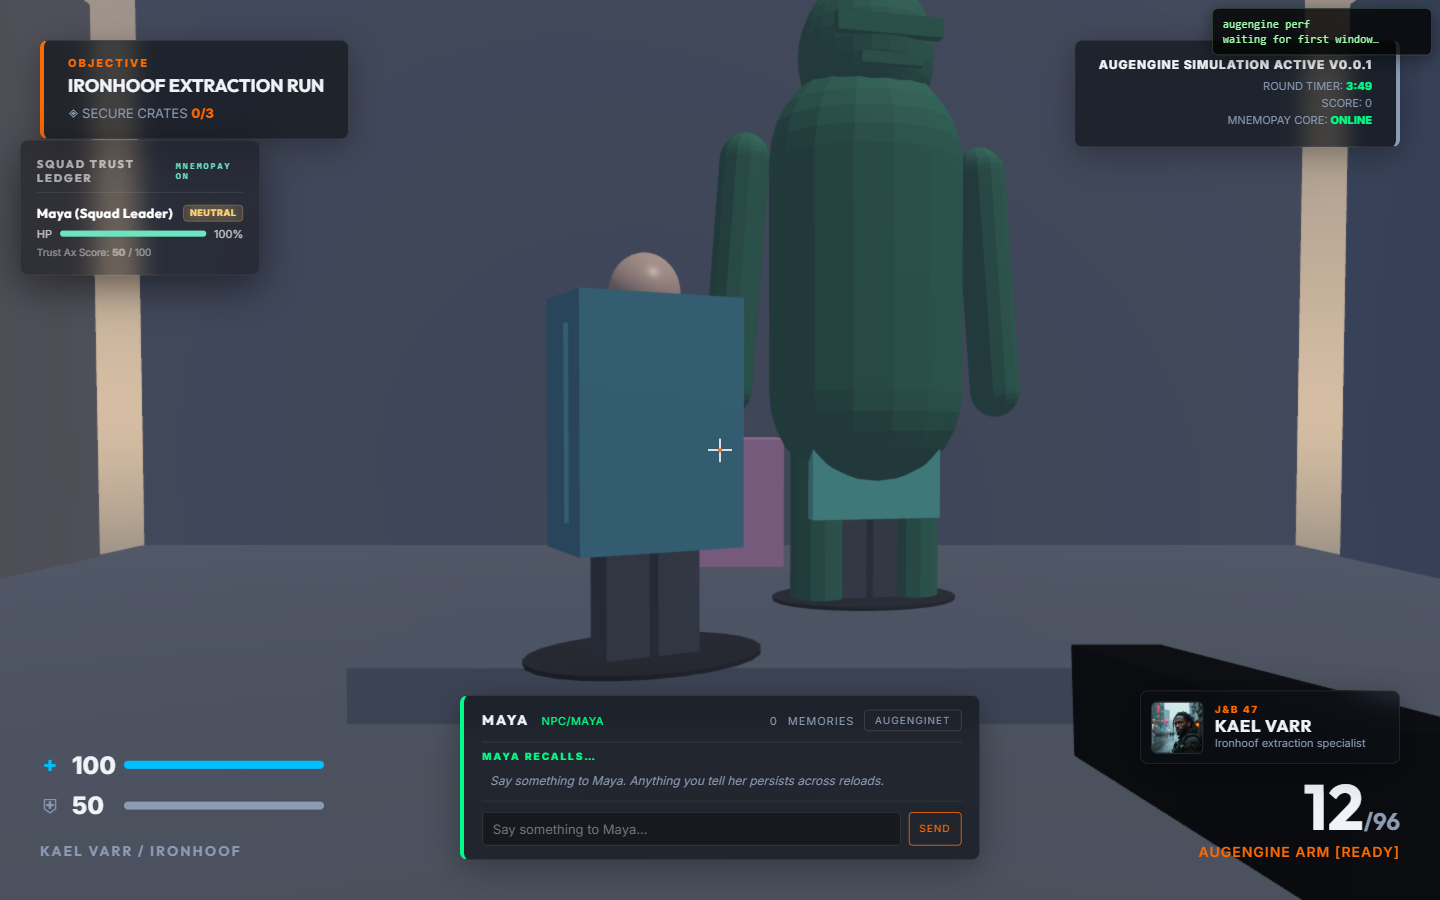 augengine perf
waiting for first window…
OBJECTIVE
IRONHOOF EXTRACTION RUN
◈ SECURE CRATES 0/3
AUGENGINE SIMULATION ACTIVE V0.0.1
ROUND TIMER: 3:49
SCORE: 0
MNEMOPAY CORE: ONLINE
SQUAD TRUST LEDGER
MNEMOPAY ON
Maya (Squad Leader) NEUTRAL
HP 100%
Trust Ax Score: 50 / 100
MAYA NPC/MAYA 0 MEMORIES AUGENGINET
MAYA RECALLS...
Say something to Maya. Anything you tell her persists across reloads.
Say something to Maya... SEND
+ 100
50
KAEL VARR / IRONHOOF
J&B 47
KAEL VARR
Ironhoof extraction specialist
12/96
AUGENGINE ARM [READY]